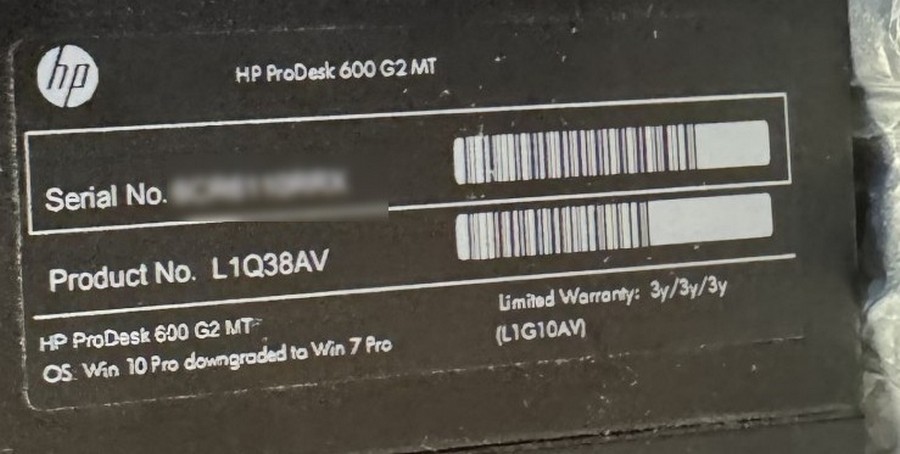 hp
HP ProDesk 600 G2 MT
Serial No.
Product No. L1Q38AV
HP ProDesk 600 G2 MT
OS Win 10 Pro downgraded to Win 7 Pro
Limited Warranty: 3y/3y/3y
(L1G10AV)